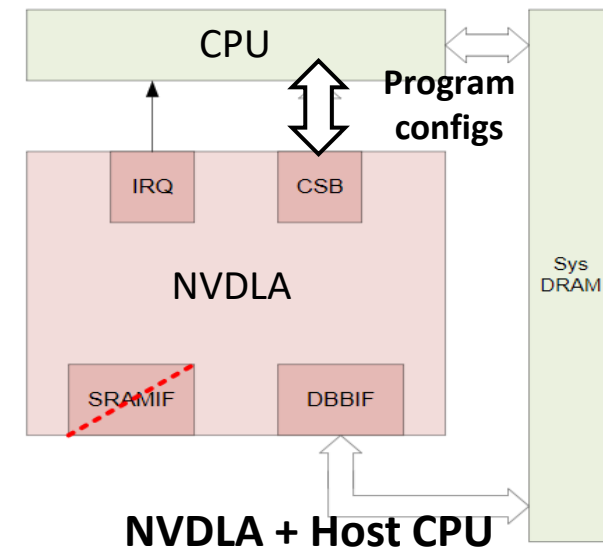 CPU
Program
configs
IRQ
CSB
NVDLA
Sys
DRAM
SRAMIF
DBBIF
NVDLA + Host CPU